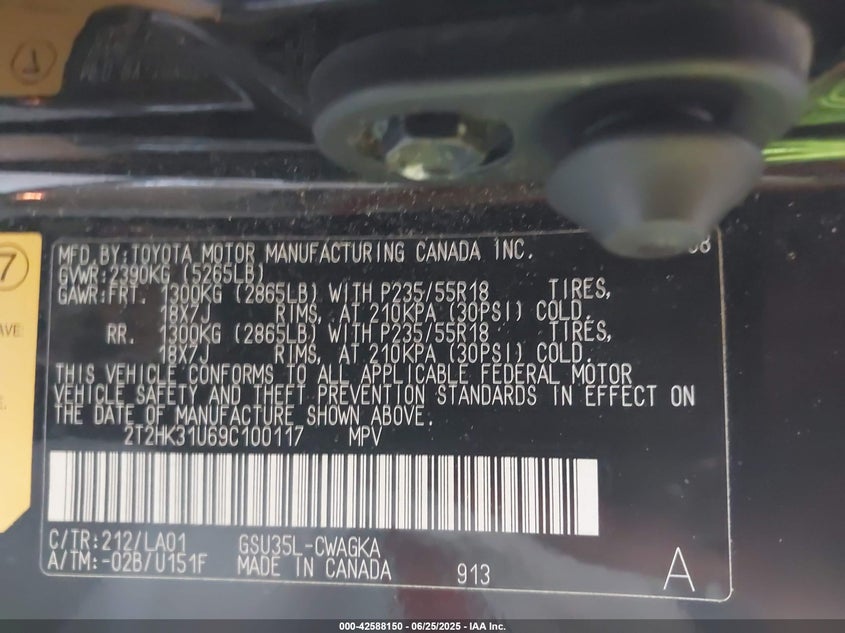 7
08
MFD.BY:TOYOTA MOTOR MANUFACTURING CANADA INC.
GVWR:2390KG (5265LB)
GAWR:FRT. 1300KG (2865LB) WITH P235/55R18 TIRES,
18X7J RIMS, AT 210KPA (30PSI) COLD.
RR. 1300KG (2865LB) WITH P235/55R18 TIRES,
18X7J RIMS, AT 210KPA (30PSI) COLD.
THIS VEHICLE CONFORMS TO ALL APPLICABLE FEDERAL MOTOR
VEHICLE SAFETY AND THEFT PREVENTION STANDARDS IN EFFECT ON
THE DATE OF MANUFACTURE SHOWN ABOVE.
2T2HK31U69C100117 MPV
C/TR:212/LA01 GSU35L-CWAGKA
A/TM:-02B/U151F MADE IN CANADA 913 A
000-42588150 - 06/25/2025 - IAA Inc.